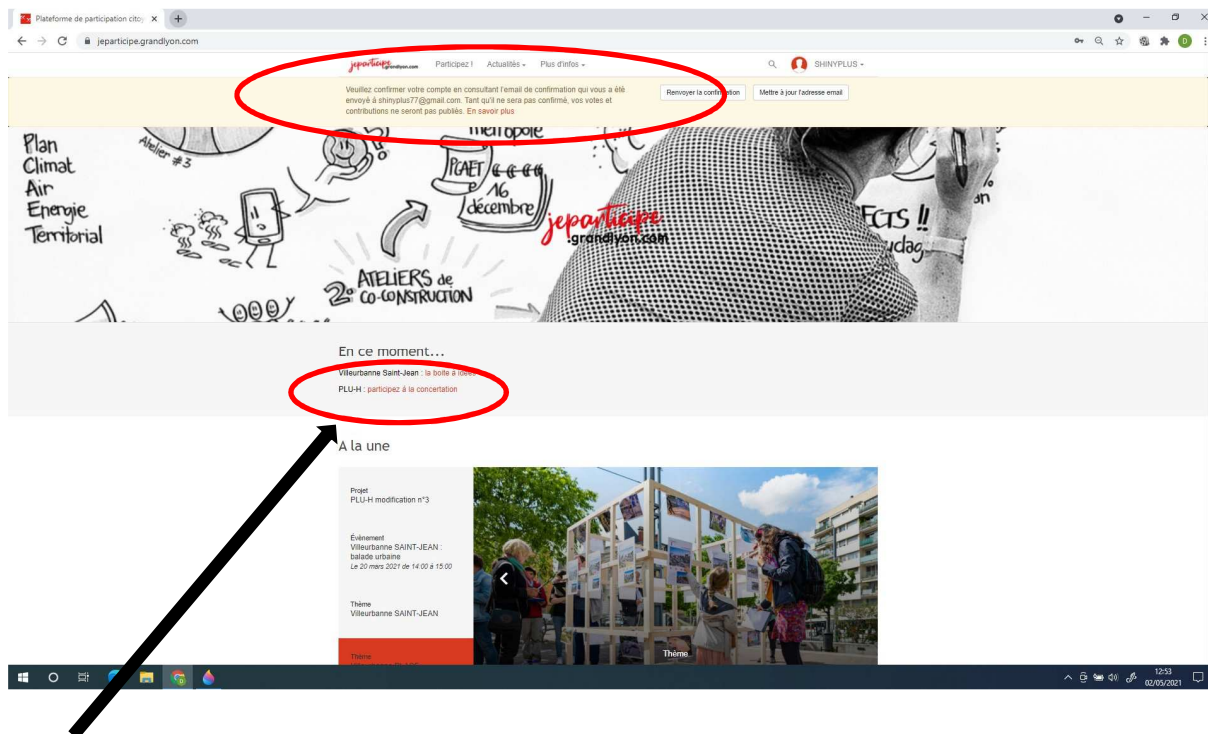 Plateforme de participation cito
jeparticipe.grandlyon.com
jeparticipe.grandlyon.com Participez ! Actualités Plus d'infos SHINYPLUS
Veuillez confirmer votre compte en consultant l'email de confirmation qui vous a été
envoyé à shinyplus77@gmail.com. Tant qu'il ne sera pas confirmé, vos votes et
contributions ne seront pas publiés. En savoir plus
Renvoyer la confirmation Mettre à jour l'adresse email
Plan
Climat
Air
Energie
Territorial
Atelier #3
métropole
PCAET
16
décembre
2° ATELIERS de
CO-CONSTRUCTION
jeparticipe
.grandlyon.com
ECTS !!
En ce moment...
Villeurbanne Saint-Jean : la boîte à idées
PLU-H : participez à la concertation
A la une
Projet
PLU-H modification n°3
Évènement
Villeurbanne SAINT-JEAN :
balade urbaine
Le 20 mars 2021 de 14:00 à 15:00
Thème
Villeurbanne SAINT-JEAN
Thème
Thème
12:53
02/05/2021